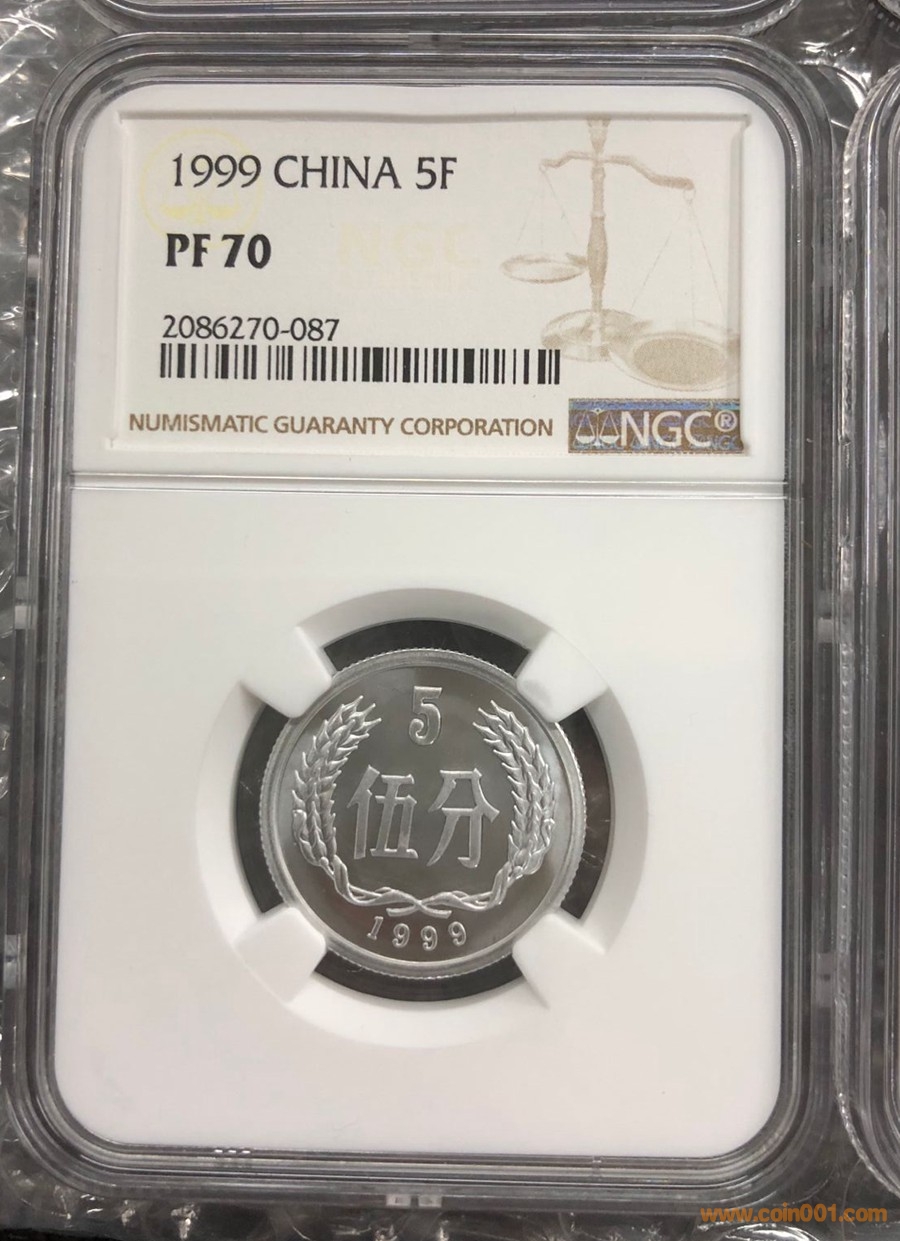 1999 CHINA 5F
PF 70
2086270-087
NUMISMATIC GUARANTY CORPORATION
NGC®
5
伍分
1999
www.coin001.com